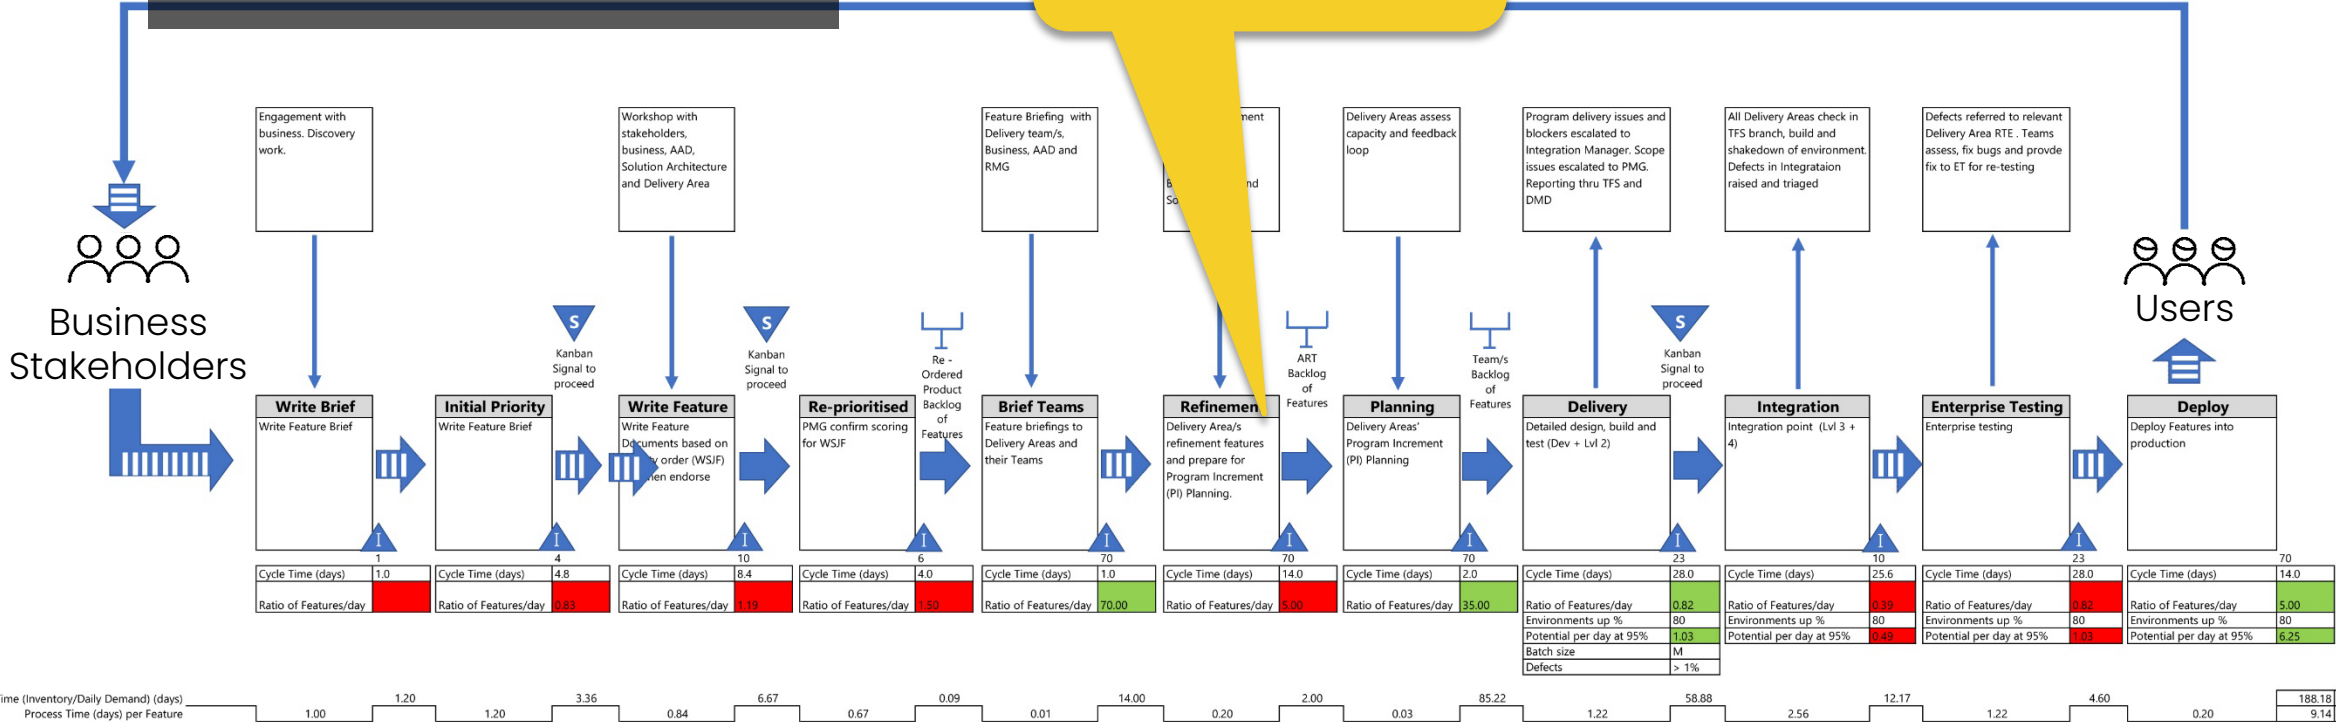 Engagement with
business. Discovery
work.
Workshop with
stakeholders,
business, AAD,
Solution Architecture
and Delivery Area
Feature Briefing with
Delivery team/s,
Business, AAD and
RMG
Delivery Areas assess
capacity and feedback
loop
Program delivery issues and
blockers escalated to
Integration Manager. Scope
issues escalated to PMG.
Reporting thru TFS and
DMD
All Delivery Areas check in
TFS branch, build and
shakedown of environment.
Defects in Integrataion
raised and triaged
Defects referred to relevant
Delivery Area RTE . Teams
assess, fix bugs and provde
fix to ET for re-testing
Business
Stakeholders
Users
S
Kanban
Signal to
proceed
S
Kanban
Signal to
proceed
Re -
Ordered
Product
Backlog
of
Features
ART
Backlog
of
Features
Team/s
Backlog
of
Features
S
Kanban
Signal to
proceed
Write Brief
Write Feature Brief
Initial Priority
Write Feature Brief
Write Feature
Write Feature
Documents based on
order (WSJF)
endorse
Re-prioritised
PMG confirm scoring
for WSJF
Brief Teams
Feature briefings to
Delivery Areas and
their Teams
Refinement
Delivery Area/s
refinement features
and prepare for
Program Increment
(PI) Planning.
Planning
Delivery Areas'
Program Increment
(PI) Planning
Delivery
Detailed design, build and
test (Dev + Lvl 2)
Integration
Integration point (Lvl 3 +
4)
Enterprise Testing
Enterprise testing
Deploy
Deploy Features into
production
I I I I I I I I I I
1 4 10 6 70 70 70 23 10 23 70
Cycle Time (days) 1.0
Ratio of Features/day
Cycle Time (days) 4.8
Ratio of Features/day 0.83
Cycle Time (days) 8.4
Ratio of Features/day 1.19
Cycle Time (days) 4.0
Ratio of Features/day 1.50
Cycle Time (days) 1.0
Ratio of Features/day 70.00
Cycle Time (days) 14.0
Ratio of Features/day 5.00
Cycle Time (days) 2.0
Ratio of Features/day 35.00
Cycle Time (days) 28.0
Ratio of Features/day 0.82
Environments up % 80
Potential per day at 95% 1.03
Batch size M
Defects > 1%
Cycle Time (days) 25.6
Ratio of Features/day 0.39
Environments up % 80
Potential per day at 95% 0.49
Cycle Time (days) 28.0
Ratio of Features/day 0.82
Environments up % 80
Potential per day at 95% 1.03
Cycle Time (days) 14.0
Ratio of Features/day 5.00
Environments up % 80
Potential per day at 95% 6.25
ime (Inventory/Daily Demand) (days) 1.20 3.36 6.67 0.09 14.00 2.00 85.22 58.88 12.17 4.60 188.18
Process Time (days) per Feature 1.00 1.20 0.84 0.67 0.01 0.20 0.03 1.22 2.56 1.22 0.20 9.14